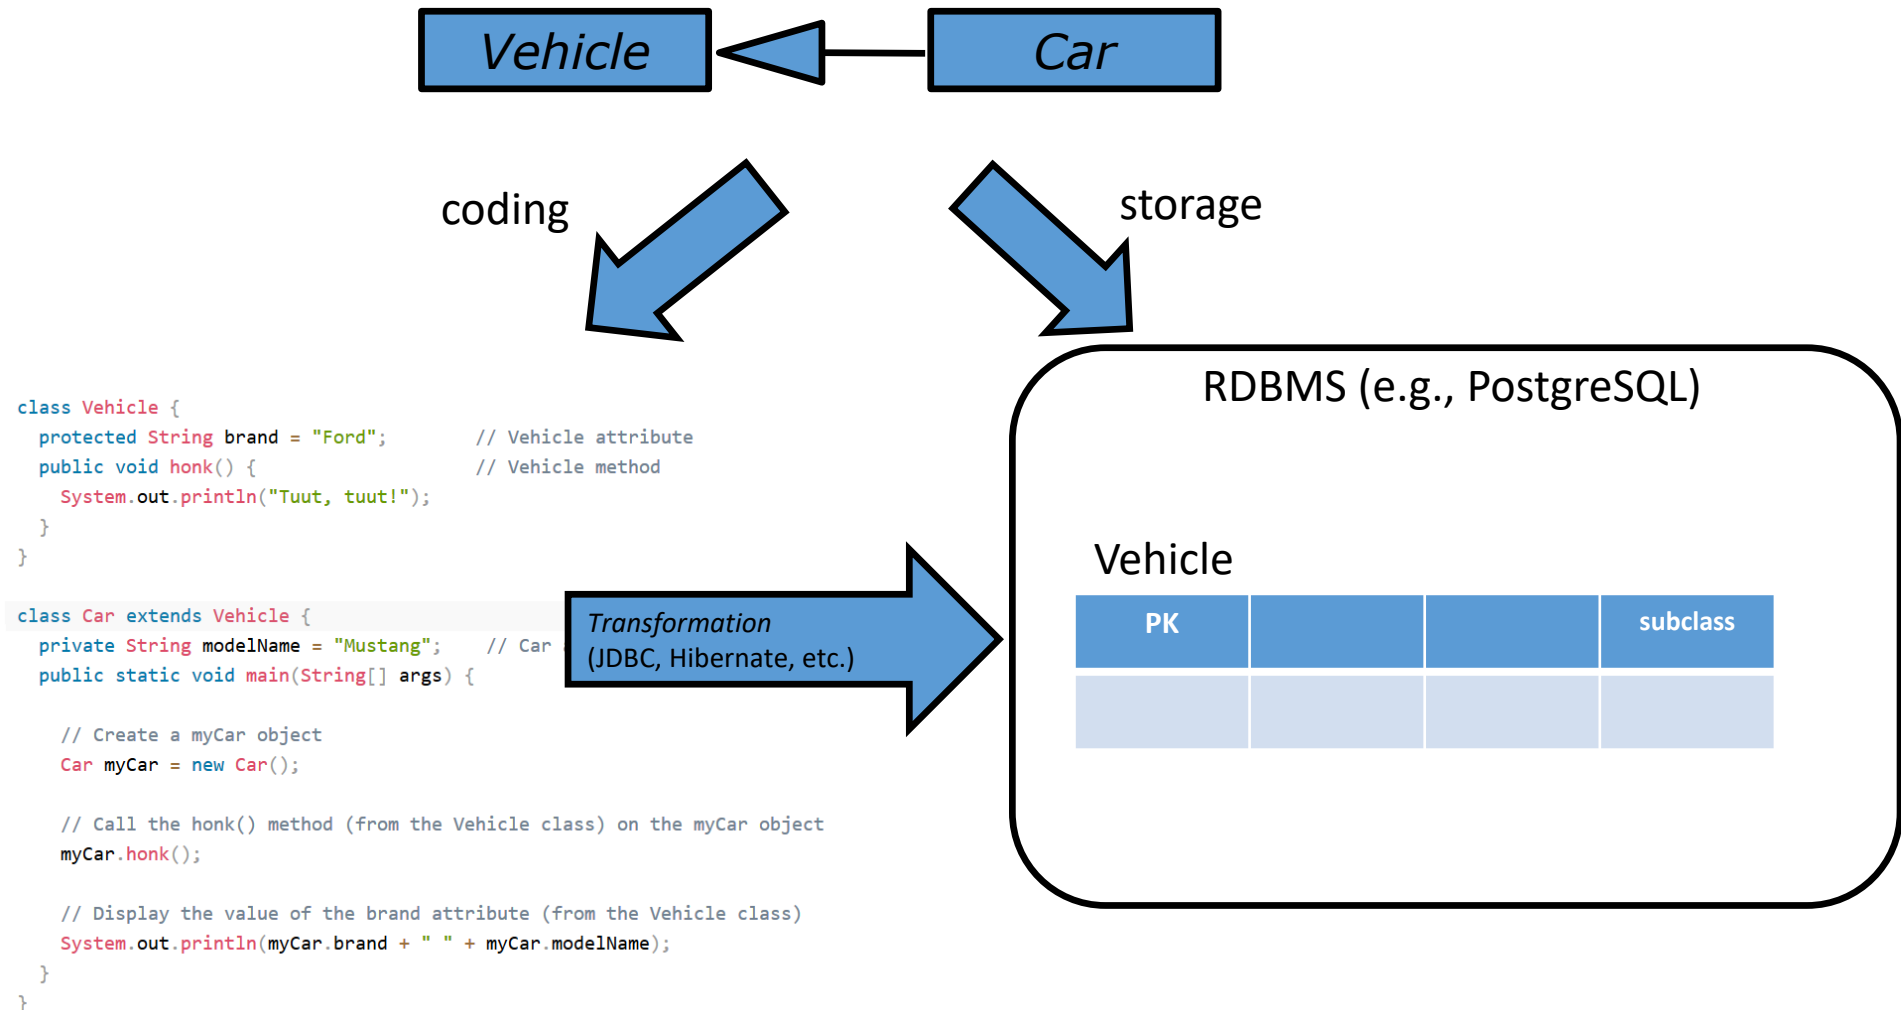 Vehicle
Car
coding
storage
class Vehicle {
  protected String brand = "Ford";        // Vehicle attribute
  public void honk() {                    // Vehicle method
    System.out.println("Tuut, tuut!");
  }
}
class Car extends Vehicle {
  private String modelName = "Mustang";    // Car
  public static void main(String[] args) {
    // Create a myCar object
    Car myCar = new Car();
    // Call the honk() method (from the Vehicle class) on the myCar object
    myCar.honk();
    // Display the value of the brand attribute (from the Vehicle class)
    System.out.println(myCar.brand + " " + myCar.modelName);
  }
}
Transformation
(JDBC, Hibernate, etc.)
RDBMS (e.g., PostgreSQL)
Vehicle
PK subclass